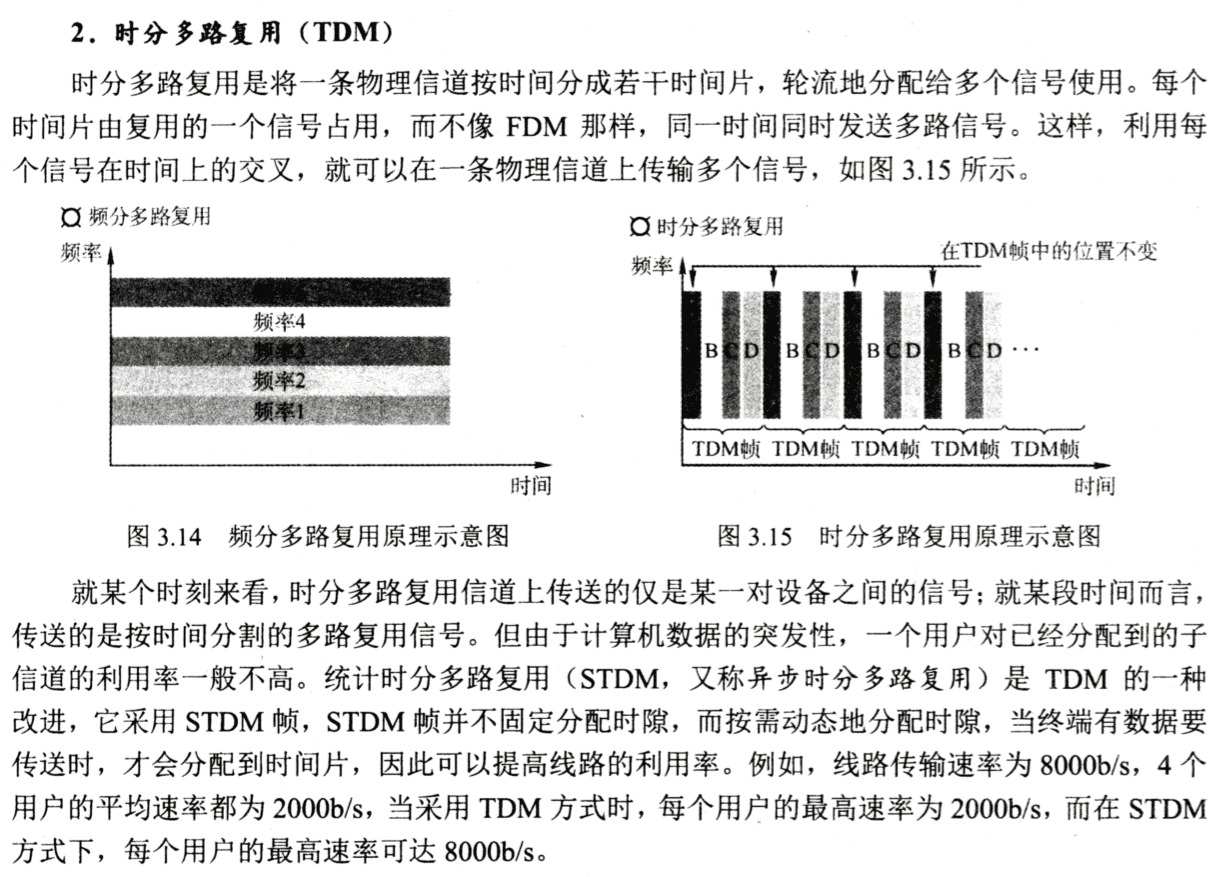 2．时分多路复用（TDM）
时分多路复用是将一条物理信道按时间分成若干时间片，轮流地分配给多个信号使用。每个
时间片由复用的一个信号占用，而不像 FDM 那样，同一时间同时发送多路信号。这样，利用每
个信号在时间上的交叉，就可以在一条物理信道上传输多个信号，如图 3.15 所示。
频分多路复用
频率
频率4
频率3
频率2
频率1
时间
图 3.14 频分多路复用原理示意图
时分多路复用
频率
在TDM帧中的位置不变
B C D B C D B C D B C D …
TDM帧 TDM帧 TDM帧 TDM帧 TDM帧
时间
图 3.15 时分多路复用原理示意图
就某个时刻来看，时分多路复用信道上传送的仅是某一对设备之间的信号；就某段时间而言，
传送的是按时间分割的多路复用信号。但由于计算机数据的突发性，一个用户对已经分配到的子
信道的利用率一般不高。统计时分多路复用（STDM，又称异步时分多路复用）是 TDM 的一种
改进，它采用 STDM 帧，STDM 帧并不固定分配时隙，而按需动态地分配时隙，当终端有数据要
传送时，才会分配到时间片，因此可以提高线路的利用率。例如，线路传输速率为 8000b/s，4 个
用户的平均速率都为 2000b/s，当采用 TDM 方式时，每个用户的最高速率为 2000b/s，而在 STDM
方式下，每个用户的最高速率可达 8000b/s。